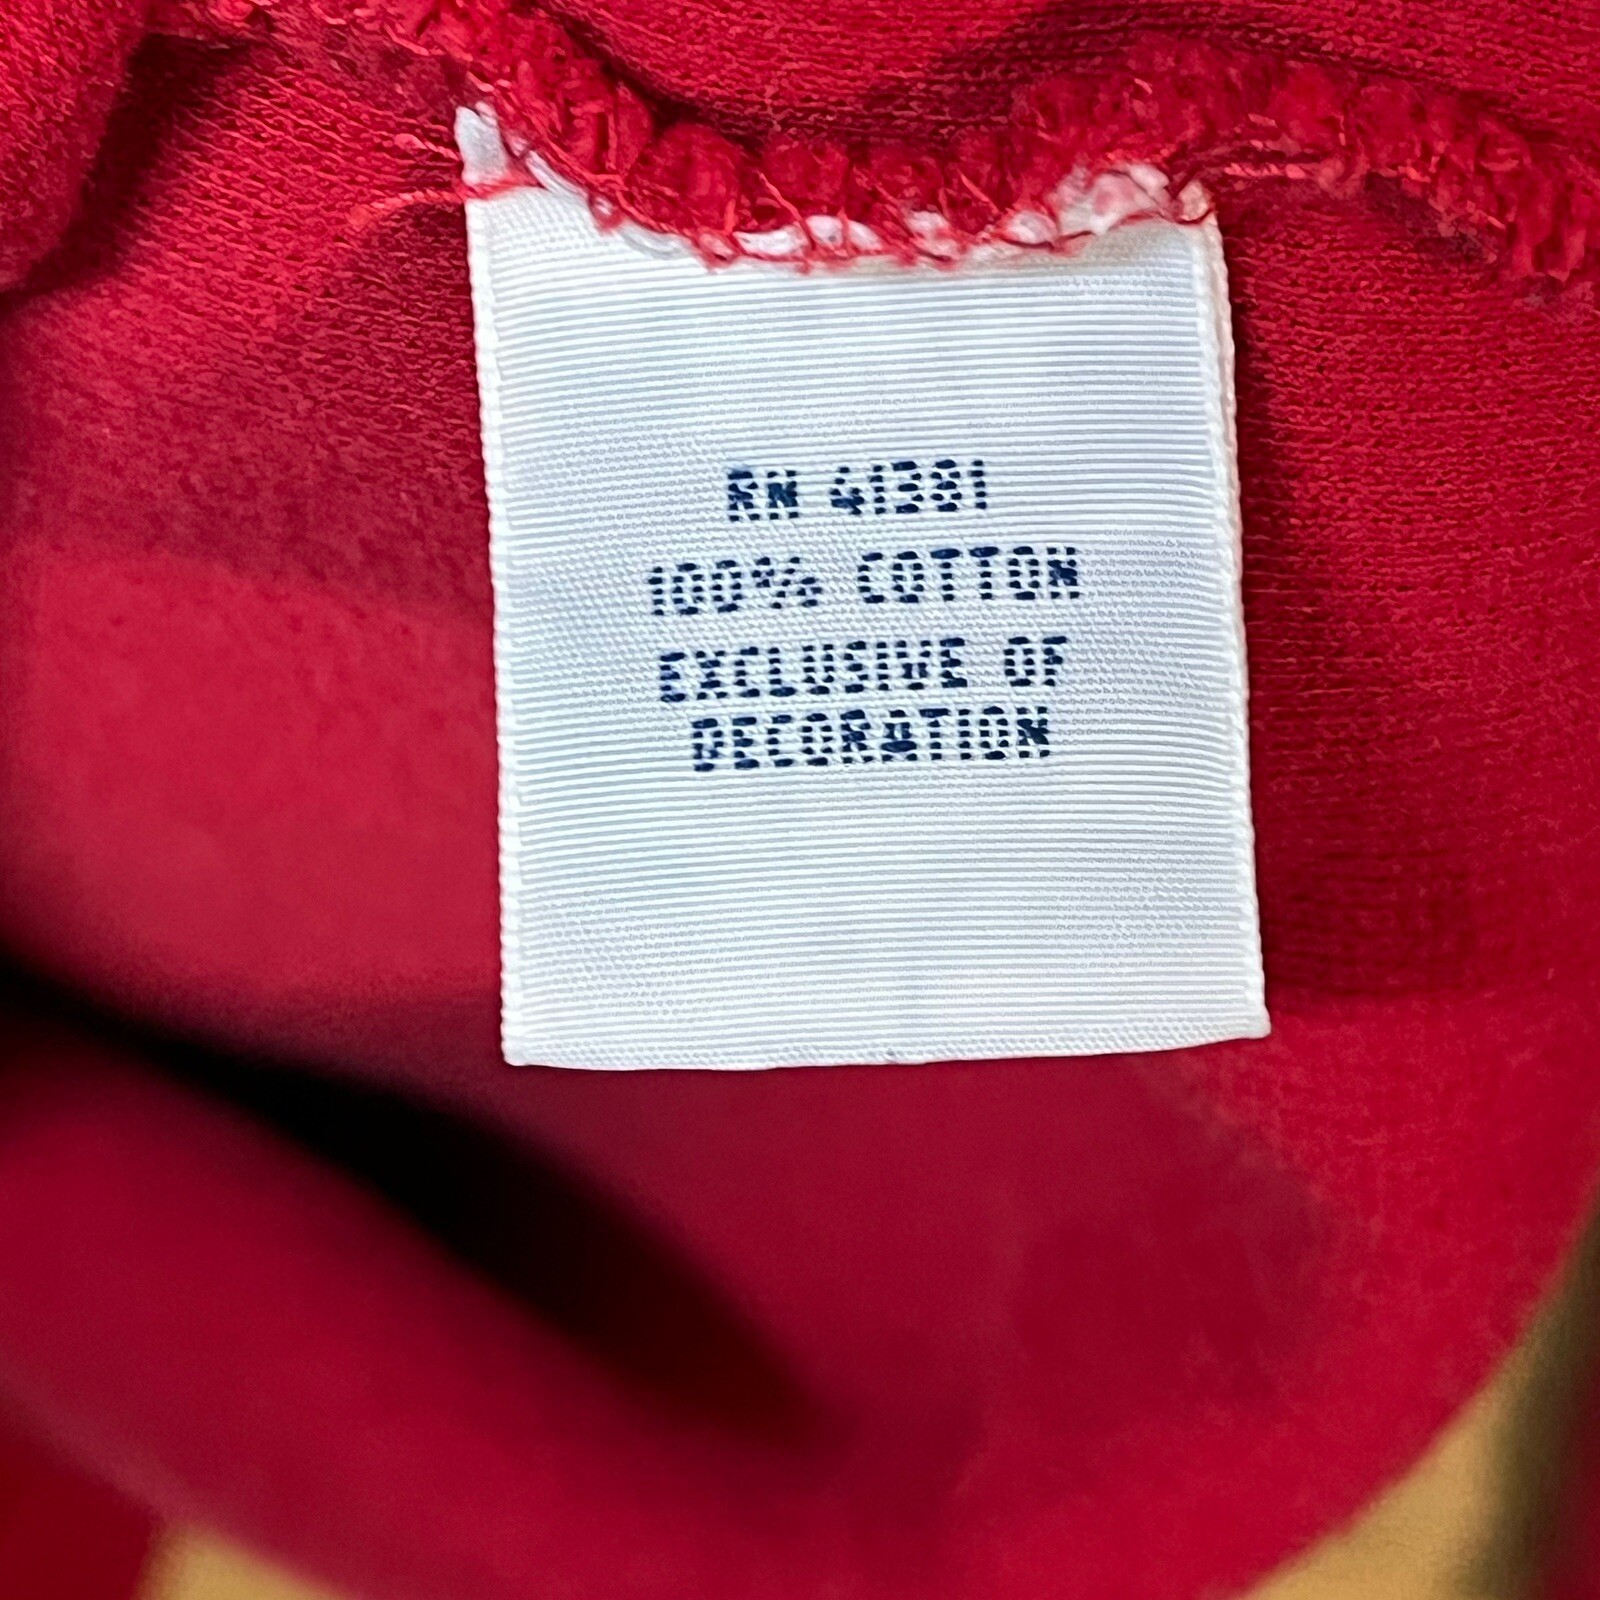 RN 41381
100% COTTON
EXCLUSIVE OF
DECORATION